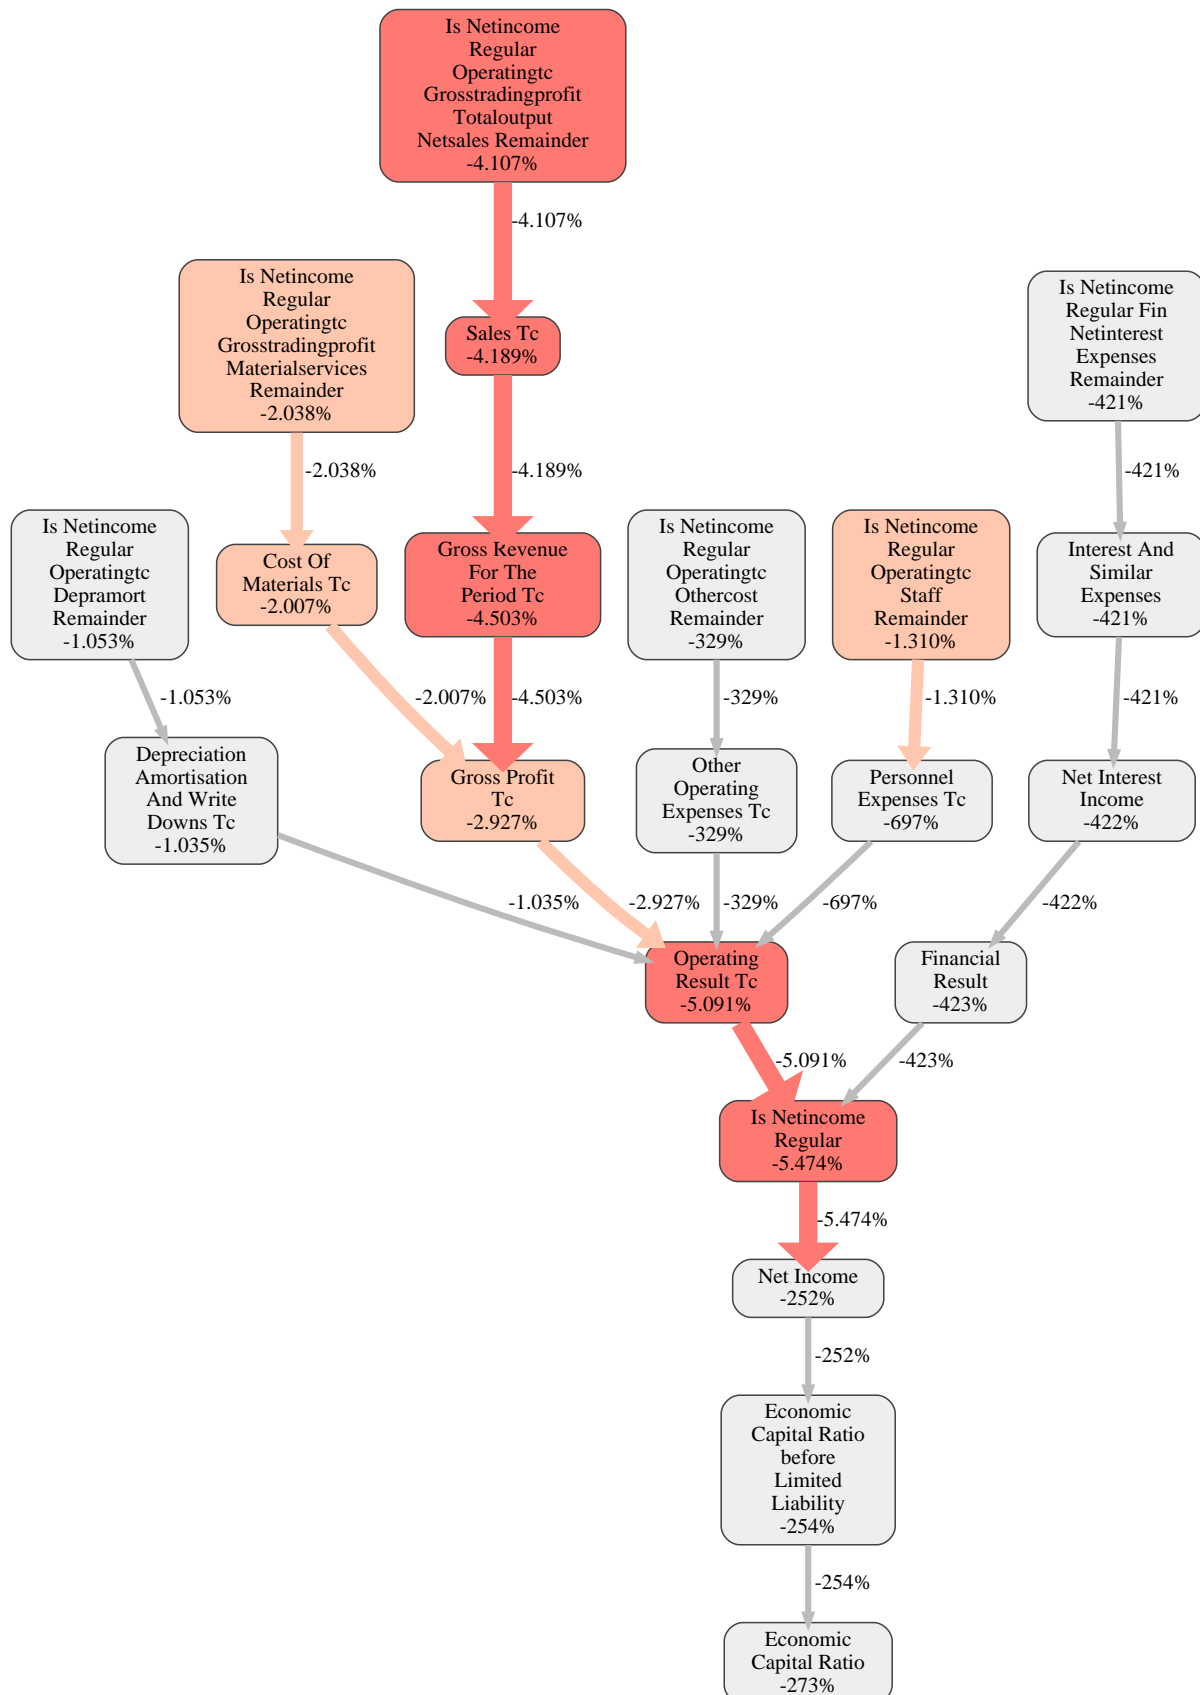 Is Netincome
Regular
Operatingtc
Grosstradingprofit
Totaloutput
Netsales Remainder
-4.107%
-4.107%
Is Netincome
Regular
Operatingtc
Grosstradingprofit
Materialservices
Remainder
-2.038%
Is Netincome
Regular Fin
Netinterest
Expenses
Remainder
-421%
Sales Tc
-4.189%
-2.038%
-4.189%
-421%
Is Netincome
Regular
Operatingtc
Depramort
Remainder
-1.053%
Cost Of
Materials Tc
-2.007%
Gross Revenue
For The
Period Tc
-4.503%
Is Netincome
Regular
Operatingtc
Othercost
Remainder
-329%
Is Netincome
Regular
Operatingtc
Staff
Remainder
-1.310%
Interest And
Similar
Expenses
-421%
-1.053%
-2.007%
-4.503%
-329%
-1.310%
-421%
Depreciation
Amortisation
And Write
Downs Tc
-1.035%
Gross Profit
Tc
-2.927%
Other
Operating
Expenses Tc
-329%
Personnel
Expenses Tc
-697%
Net Interest
Income
-422%
-1.035%
-2.927%
-329%
-697%
-422%
Operating
Result Tc
-5.091%
Financial
Result
-423%
-5.091%
-423%
Is Netincome
Regular
-5.474%
-5.474%
Net Income
-252%
-252%
Economic
Capital Ratio
before
Limited
Liability
-254%
-254%
Economic
Capital Ratio
-273%